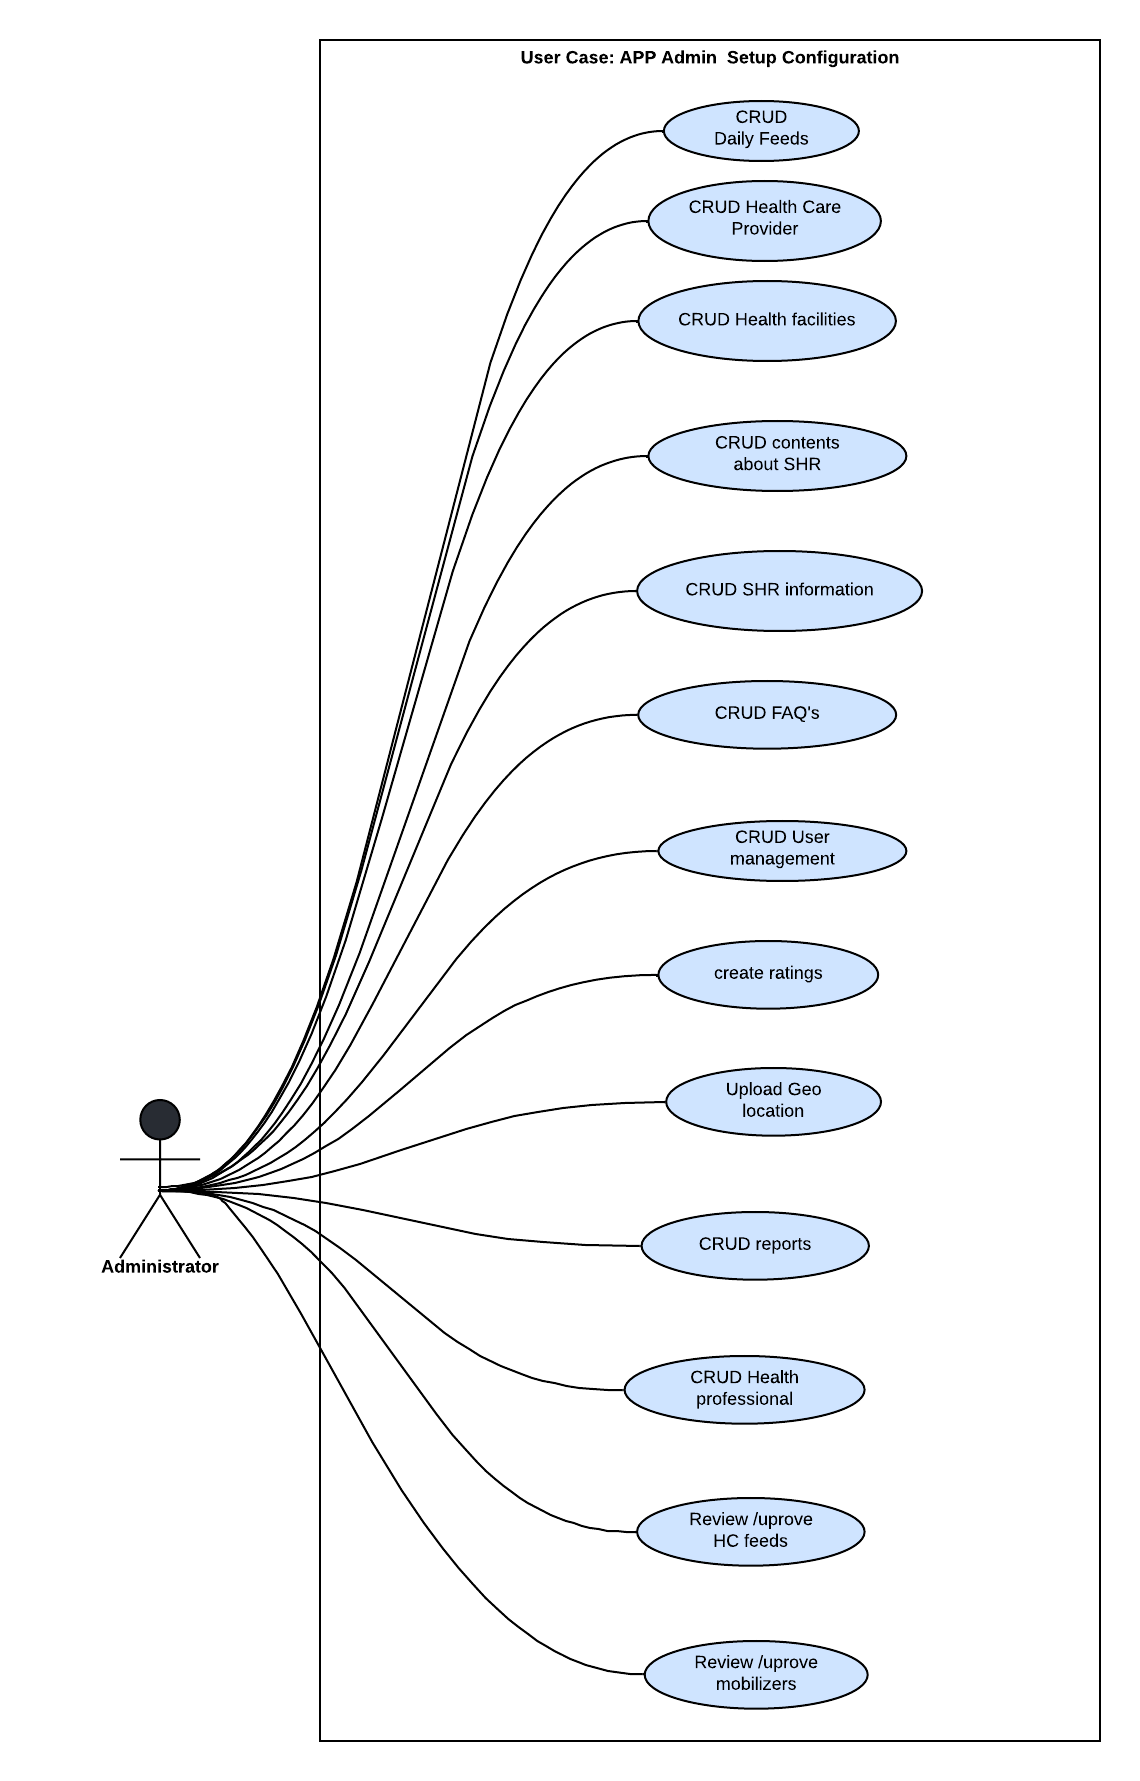 User Case: APP Admin  Setup Configuration
CRUD
Daily Feeds
CRUD Health Care
Provider
CRUD Health facilities
CRUD contents
about SHR
CRUD SHR information
CRUD FAQ's
CRUD User
management
create ratings
Upload Geo
location
CRUD reports
CRUD Health
professional
Review /uprove
HC feeds
Review /uprove
mobilizers
Administrator